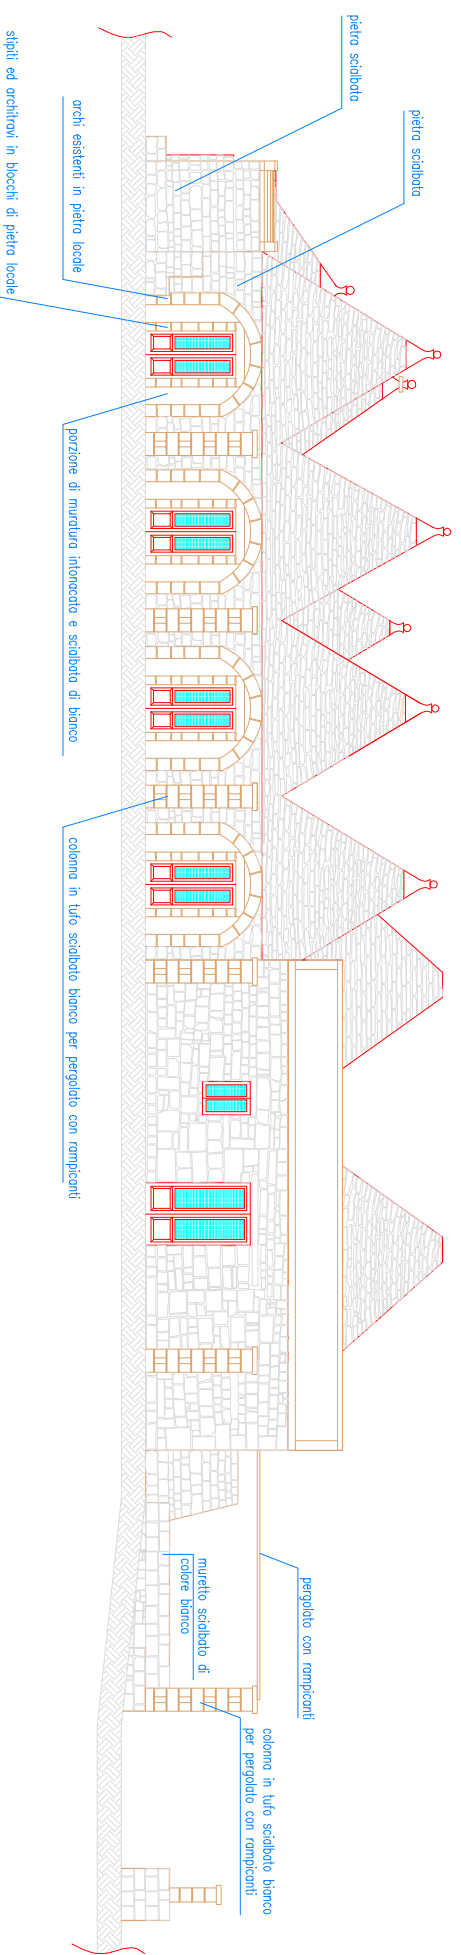 pietra scialbata
pietra scialbata
archi esistenti in pietra locale
stipiti ed architravi in blocchi di pietra locale
porzione di muratura intonacata e scialbata di bianco
colonna in tufo scialbato bianco per pergolato con rampicanti
pergolato con rampicanti
muretto scialbato di
colore bianco
colonna in tufo scialbato bianco
per pergolato con rampicanti